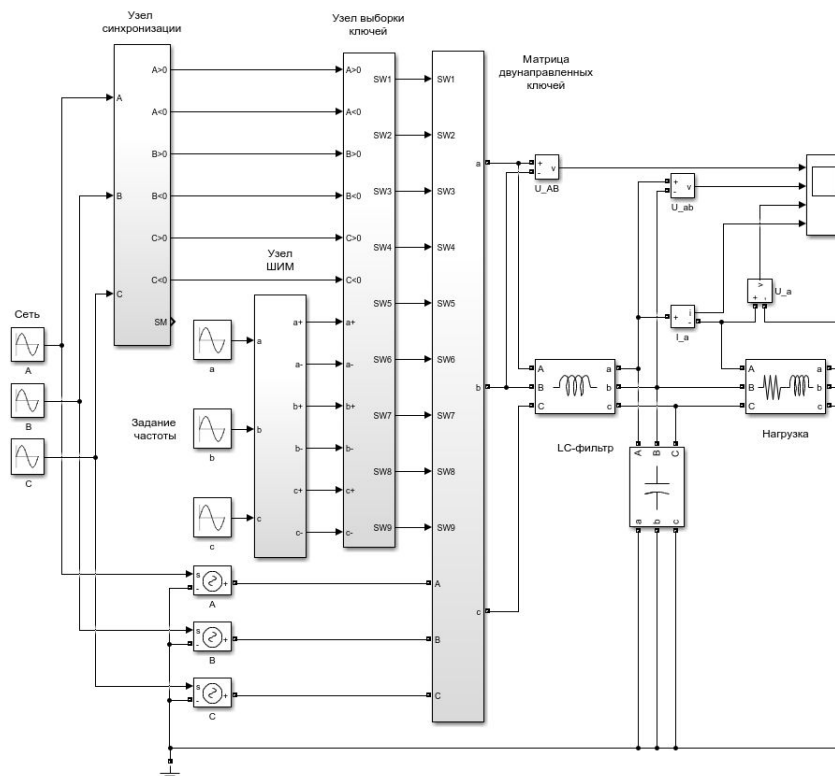 Узел
синхронизации
A
B
C
A>0
A<0
B>0
B<0
C>0
C<0
SM
Узел выборки
ключей
A>0
A<0
B>0
B<0
C>0
C<0
a+
a-
b+
b-
c+
c-
SW1
SW2
SW3
SW4
SW5
SW6
SW7
SW8
SW9
Матрица
двунаправленных
ключей
SW1
SW2
SW3
SW4
SW5
SW6
SW7
SW8
SW9
A
B
C
a
b
c
Узел
ШИМ
a
b
c
a+
a-
b+
b-
c+
c-
Сеть
A
B
C
Задание
частоты
a
b
c
s
-
+
A
s
-
+
B
s
-
+
C
+
-
v
U_AB
+
-
v
U_ab
v
+
-
U_a
+
i
-
I_a
A
B
C
a
b
c
LC-фильтр
A
B
C
a
b
c
A
B
C
a
b
c
Нагрузка